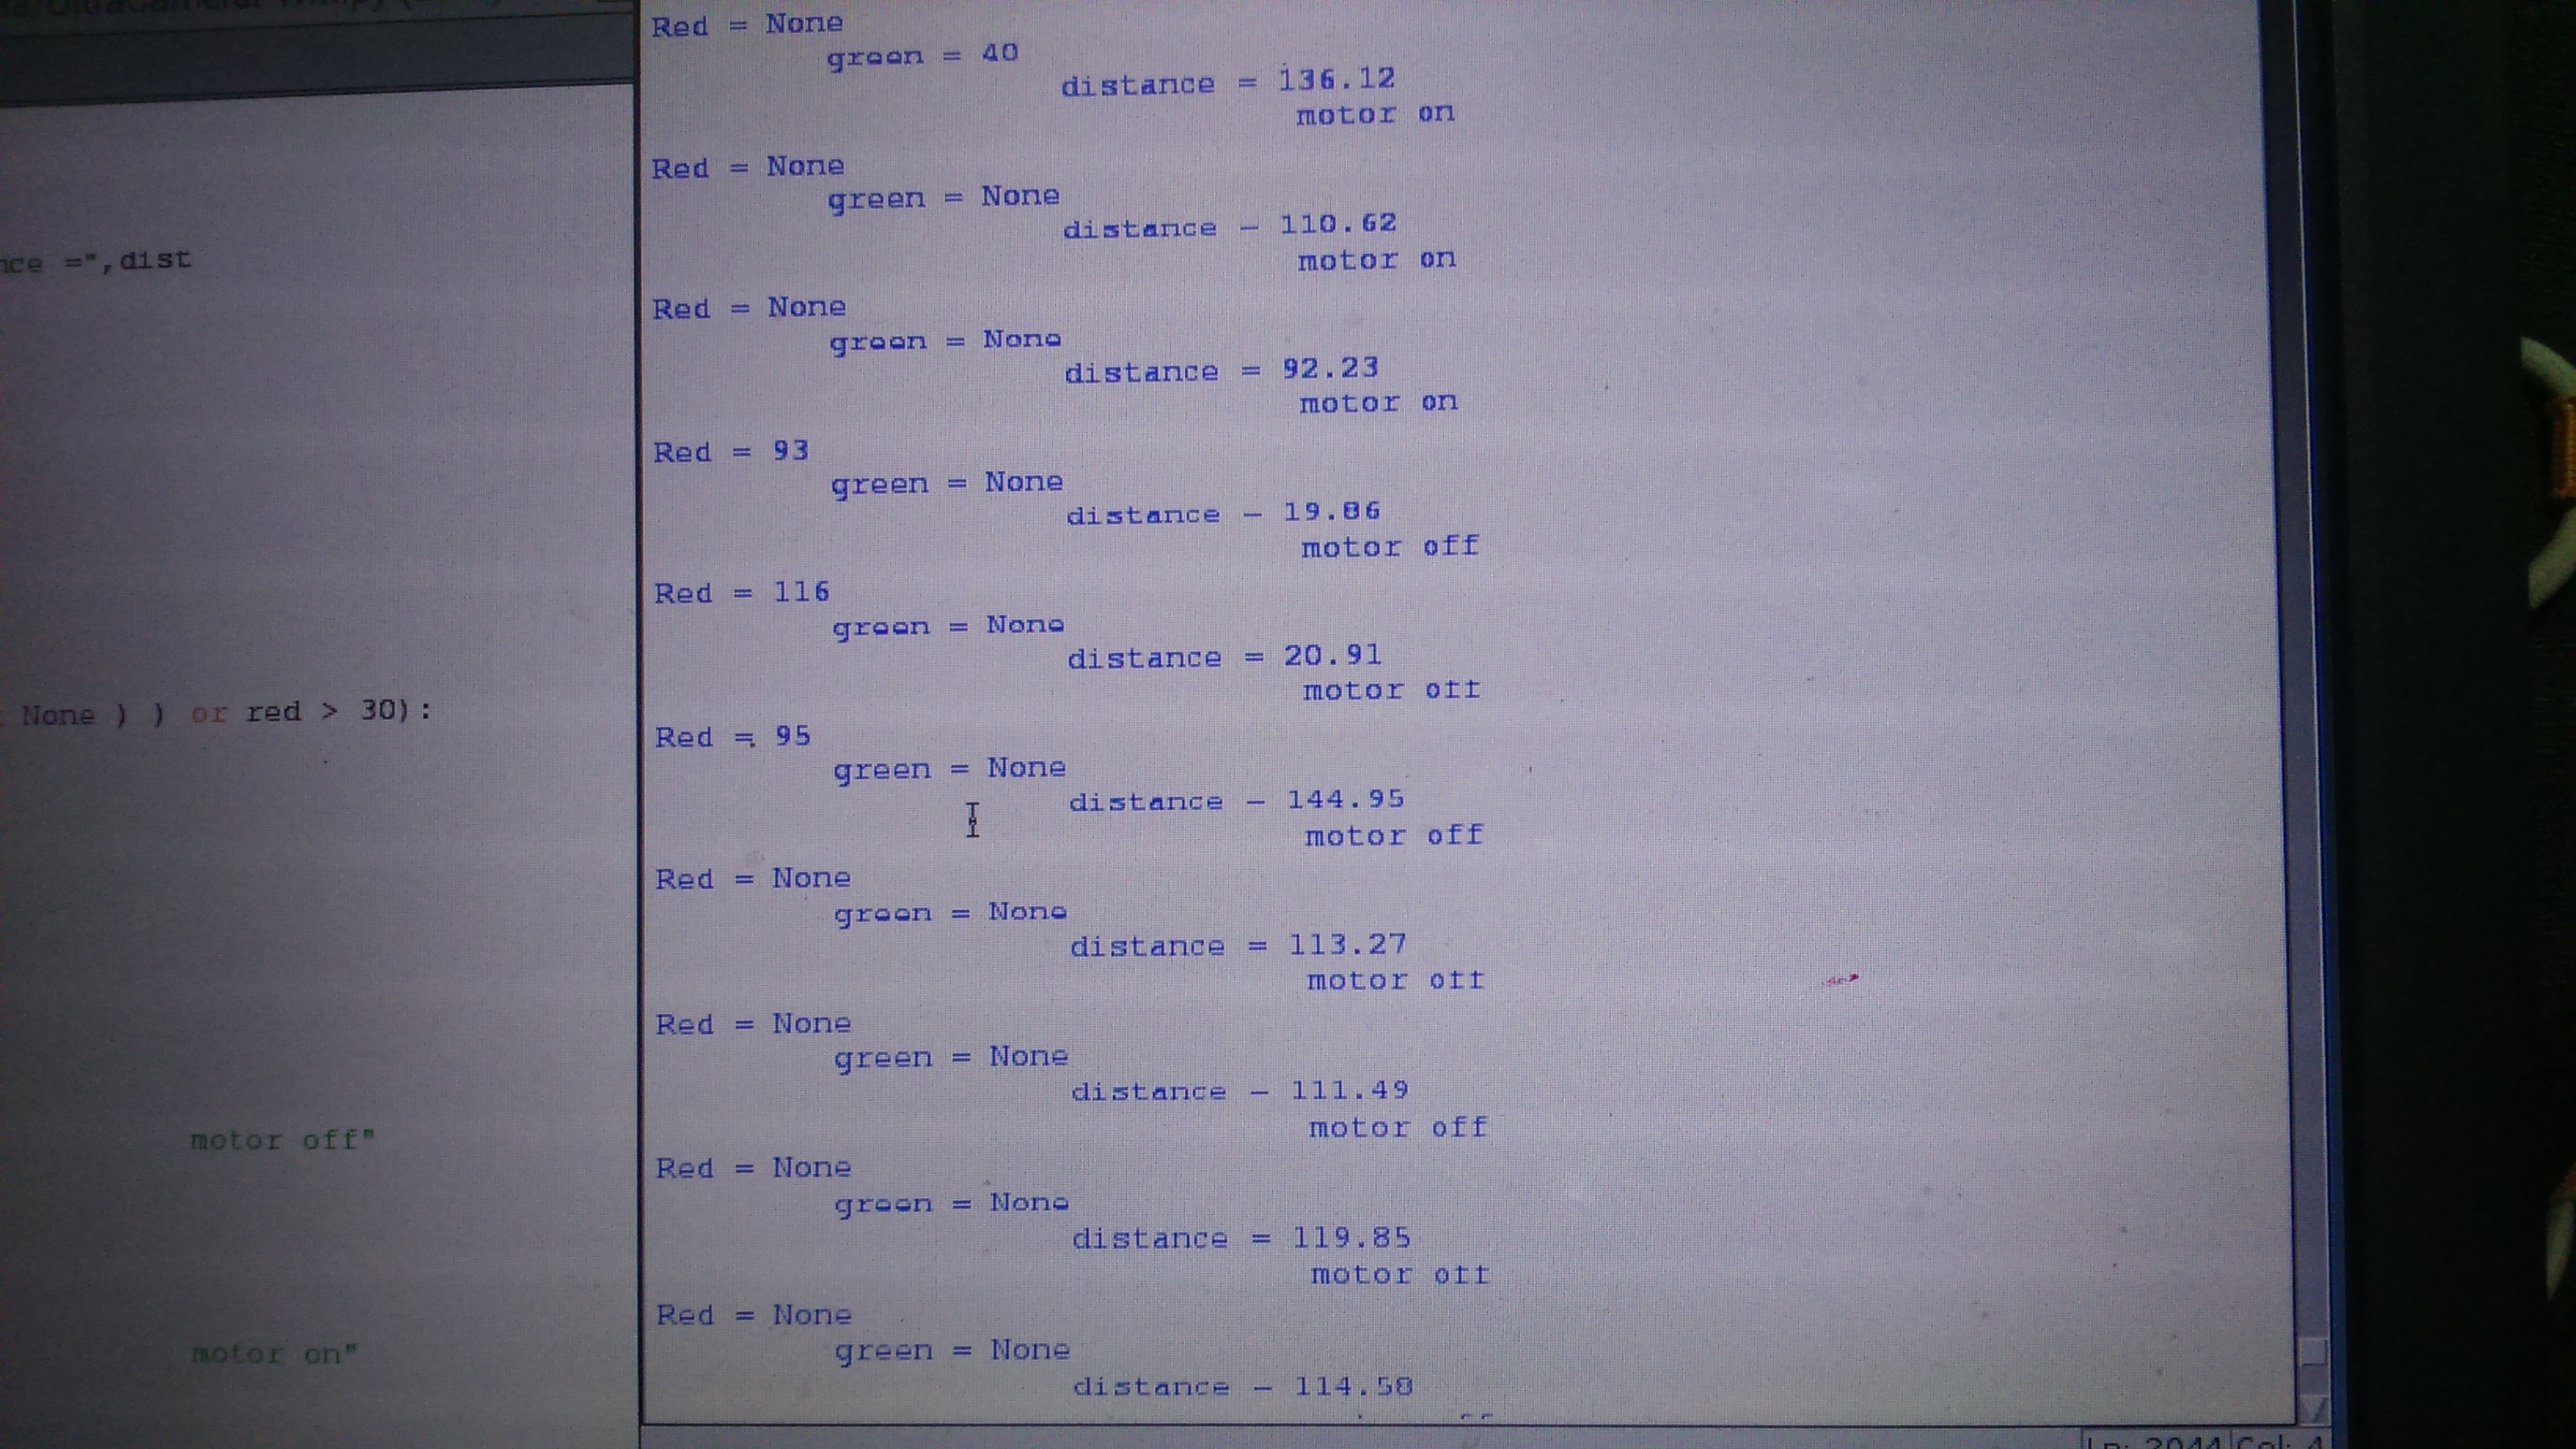 nce =",dist
None ) ) or red > 30):
motor off"
motor on"
Red = None
green = 40
distance = 136.12
motor on
Red = None
green = None
distance = 110.62
motor on
Red = None
green = None
distance = 92.23
motor on
Red = 93
green = None
distance = 19.86
motor off
Red = 116
green = None
distance = 20.91
motor off
Red = 95
green = None
distance = 144.95
motor off
Red = None
green = None
distance = 113.27
motor off
Red = None
green = None
distance = 111.49
motor off
Red = None
green = None
distance = 119.85
motor off
Red = None
green = None
distance = 114.58